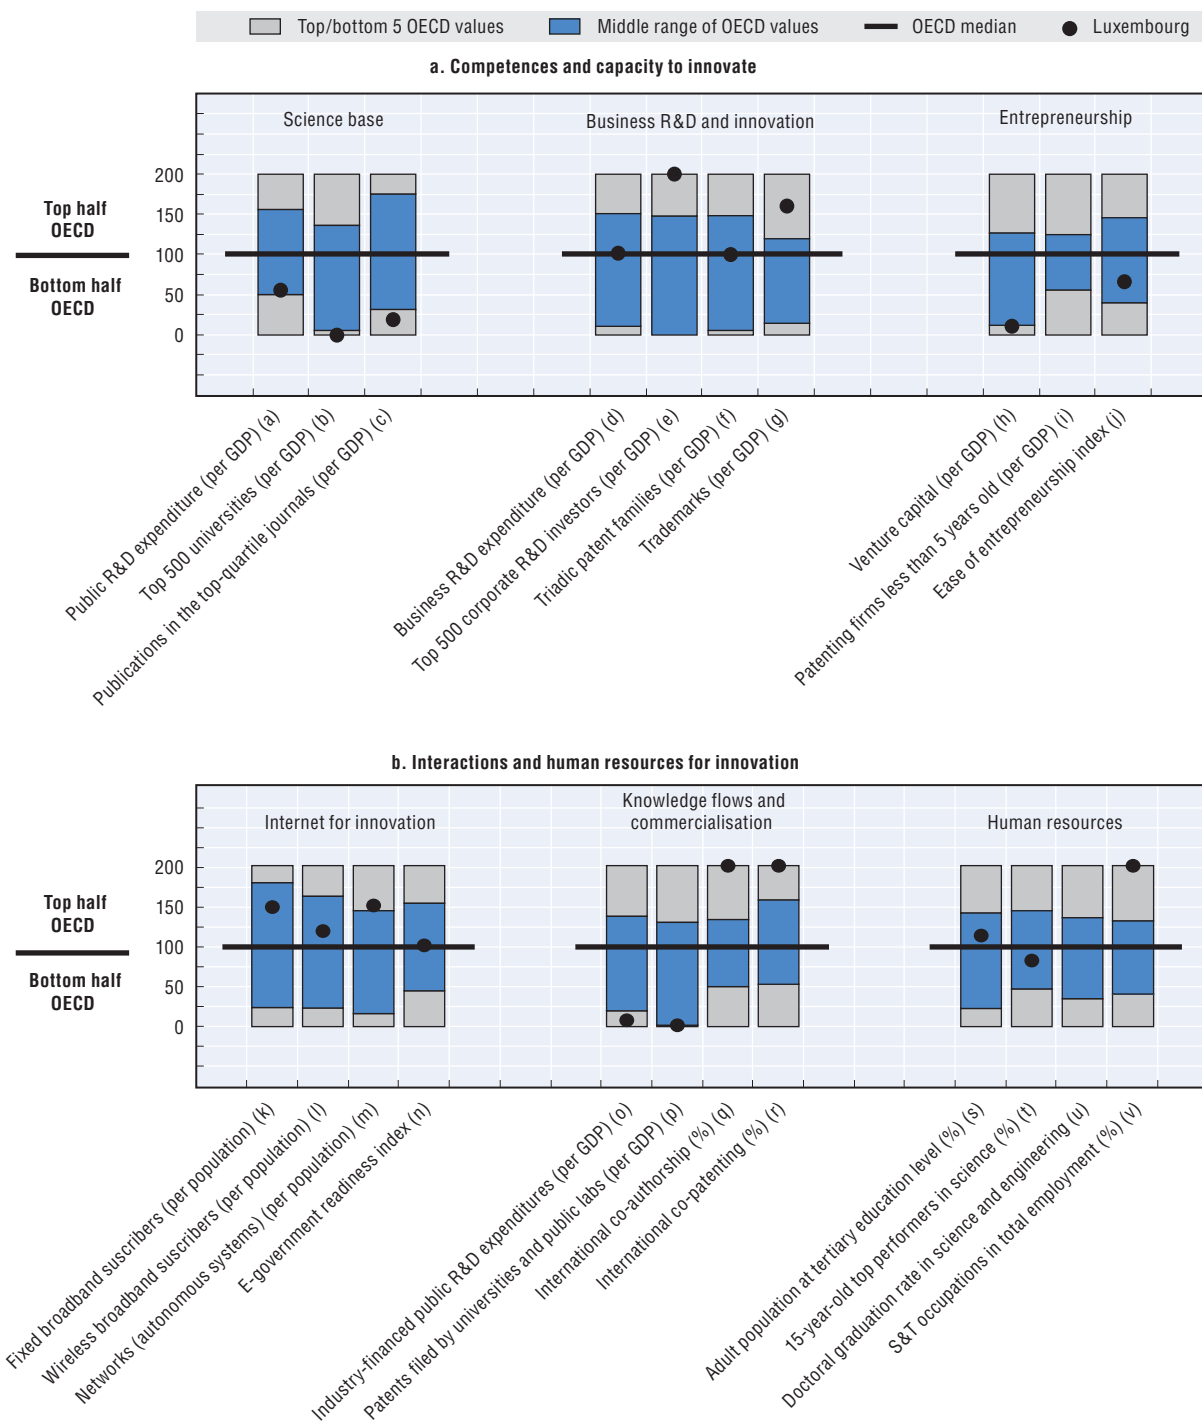 Top/bottom 5 OECD values
Middle range of OECD values
OECD median
Luxembourg
a. Competences and capacity to innovate
Science base
Business R&D and innovation
Entrepreneurship
200
150
100
50
0
Top half
OECD
Bottom half
OECD
Public R&D expenditure (per GDP) (a)
Top 500 universities (per GDP) (b)
Publications in the top-quartile journals (per GDP) (c)
Business R&D expenditure (per GDP) (d)
Top 500 corporate R&D investors (per GDP) (e)
Triadic patent families (per GDP) (f)
Trademarks (per GDP) (g)
Venture capital (per GDP) (h)
Patenting firms less than 5 years old (per GDP) (i)
Ease of entrepreneurship index (j)
b. Interactions and human resources for innovation
Internet for innovation
Knowledge flows and
commercialisation
Human resources
200
150
100
50
0
Top half
OECD
Bottom half
OECD
Fixed broadband suscribers (per population) (k)
Wireless broadband suscribers (per population) (l)
Networks (autonomous systems) (per population) (m)
E-government readiness index (n)
Industry-financed public R&D expenditures (per GDP) (o)
Patents filed by universities and public labs (per GDP) (p)
International co-authorship (%) (q)
International co-patenting (%) (r)
Adult population at tertiary education level (%) (s)
15-year-old top performers in science (%) (t)
Doctoral graduation rate in science and engineering (u)
S&T occupations in total employment (%) (v)